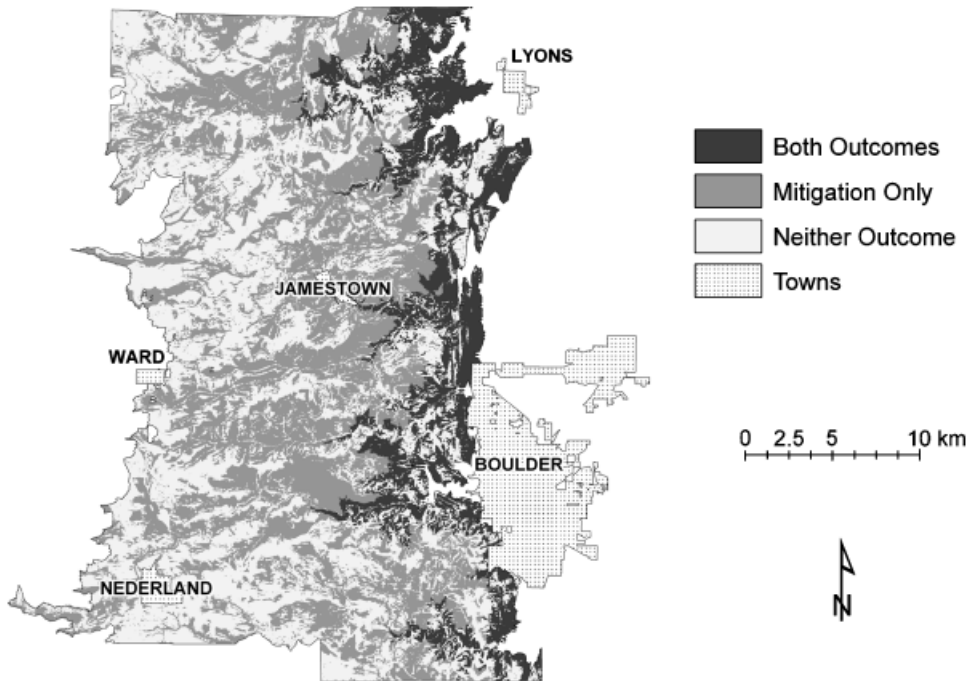 LYONS
Both Outcomes
Mitigation Only
Neither Outcome
Towns
JAMESTOWN
WARD
0 2.5 5 10 km
BOULDER
NEDERLAND
N